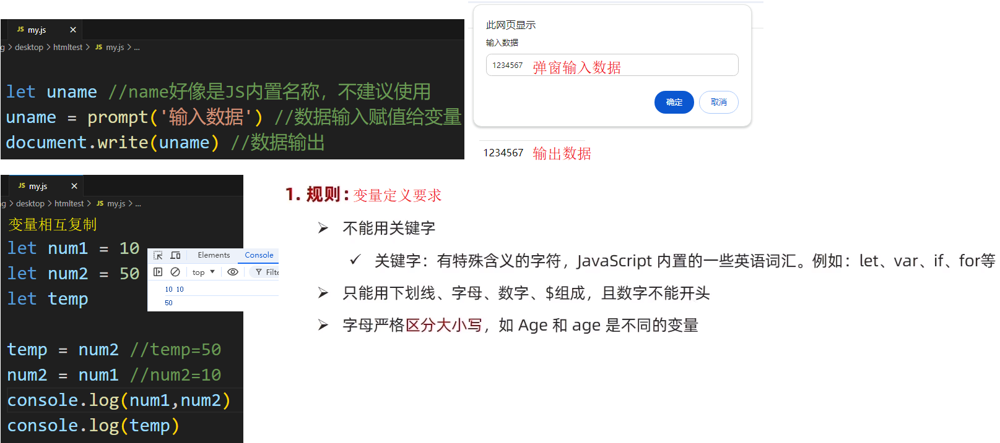 JS my.js ×
g > desktop > htmltest > JS my.js > ...
let uname //name好像是JS内置名称，不建议使用
uname = prompt('输入数据') //数据输入赋值给变量
document.write(uname) //数据输出
此网页显示
输入数据
1234567 弹窗输入数据
确定 取消
1234567 输出数据
JS my.js ×
ng > desktop > htmltest > JS my.js > ...
变量相互复制
let num1 = 10
let num2 = 50
let temp
temp = num2 //temp=50
num2 = num1 //num2=10
console.log(num1,num2)
console.log(temp)
Elements Console
top ▼ Filte
10 10
50
1. 规则：变量定义要求
➢ 不能用关键字
✓ 关键字：有特殊含义的字符，JavaScript 内置的一些英语词汇。例如：let、var、if、for等
➢ 只能用下划线、字母、数字、$组成，且数字不能开头
➢ 字母严格区分大小写，如 Age 和 age 是不同的变量